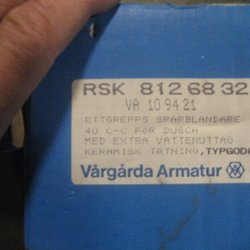 RSK 812 68 32
VA 10 94 21
ETTGREPPS SPARBLANDARE
40 C-C FÖR DUSCH
MED EXTRA VATTENUTTAG
KERAMISK TÄTNING, TYPGODK
Vårgårda Armatur